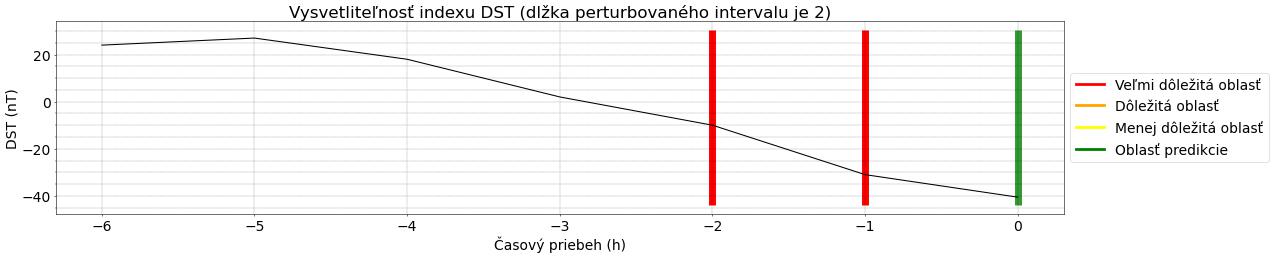 Vysvetliteľnosť indexu DST (dĺžka perturbovaného intervalu je 2)
DST (nT)
20
0
−20
−40
−6 −5 −4 −3 −2 −1 0
Časový priebeh (h)
Veľmi dôležitá oblasť
Dôležitá oblasť
Menej dôležitá oblasť
Oblasť predikcie